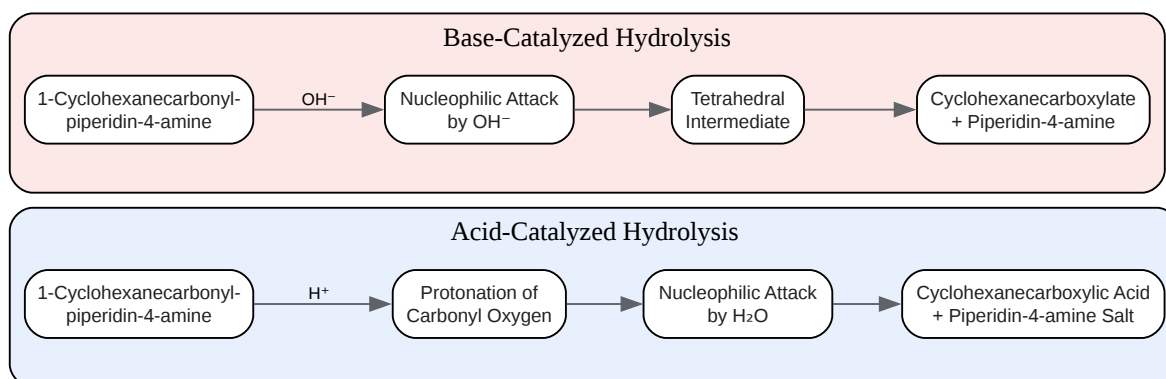 Base-Catalyzed Hydrolysis
1-Cyclohexanecarbonyl-
piperidin-4-amine
OH⁻
Nucleophilic Attack
by OH⁻
Tetrahedral
Intermediate
Cyclohexanecarboxylate
+ Piperidin-4-amine
Acid-Catalyzed Hydrolysis
1-Cyclohexanecarbonyl-
piperidin-4-amine
H⁺
Protonation of
Carbonyl Oxygen
Nucleophilic Attack
by H₂O
Cyclohexanecarboxylic Acid
+ Piperidin-4-amine Salt